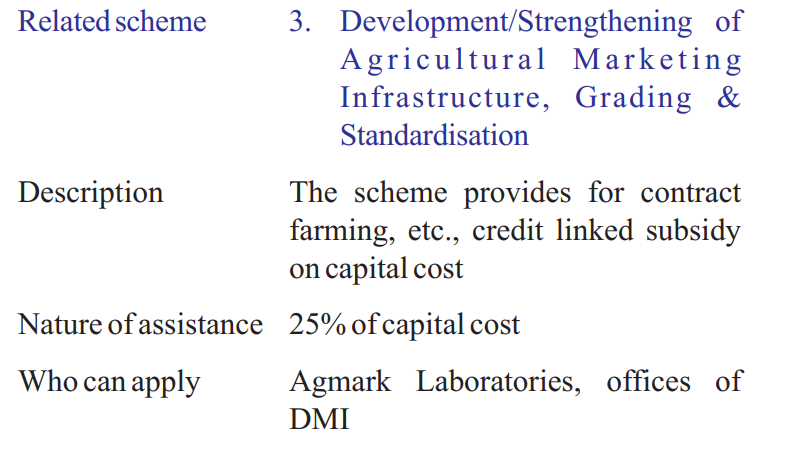 Related scheme 3. Development/Strengthening of
Agricultural Marketing
Infrastructure, Grading &
Standardisation
Description The scheme provides for contract
farming, etc., credit linked subsidy
on capital cost
Nature of assistance 25% of capital cost
Who can apply Agmark Laboratories, offices of
DMI